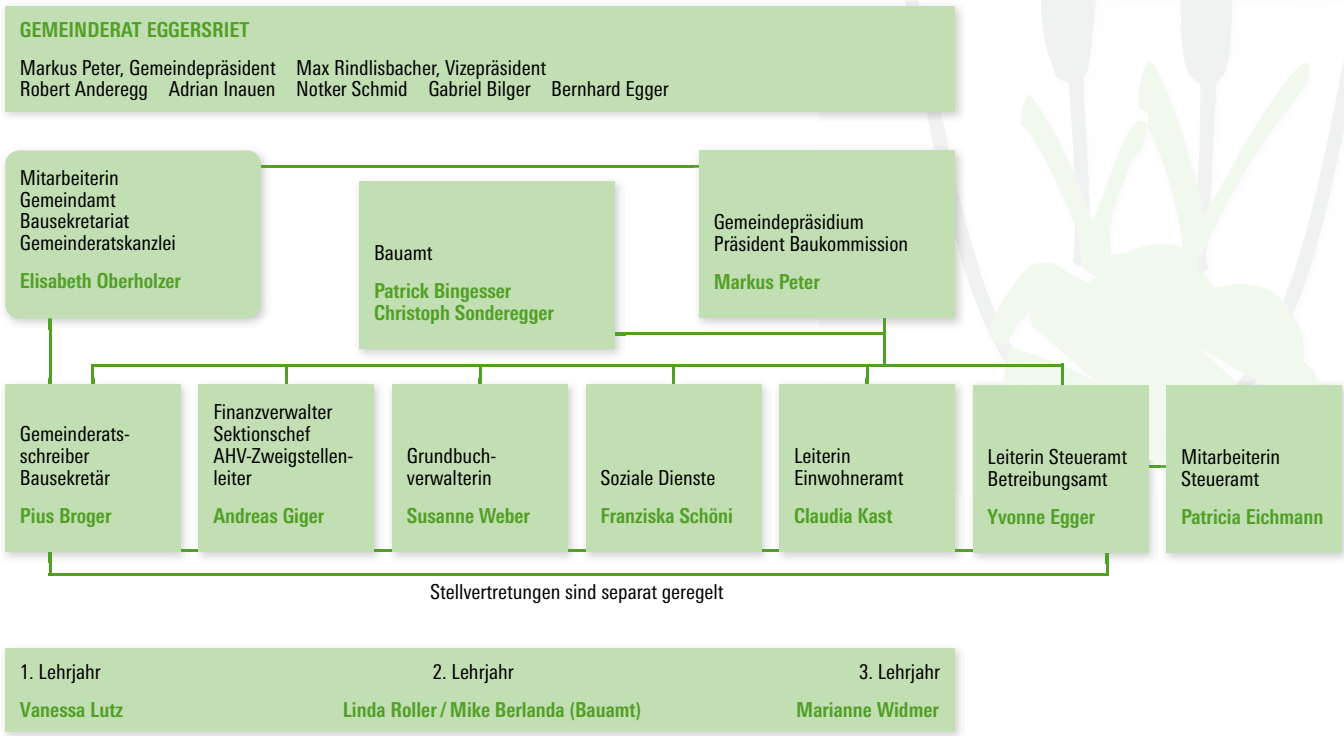 GEMEINDERAT EGGERSRIET
Markus Peter, Gemeindepräsident Max Rindlisbacher, Vizepräsident
Robert Anderegg Adrian Inauen Notker Schmid Gabriel Bilger Bernhard Egger
Mitarbeiterin
Gemeindamt
Bausekretariat
Gemeinderatskanzlei
Elisabeth Oberholzer
Bauamt
Patrick Bingesser
Christoph Sonderegger
Gemeindepräsidium
Präsident Baukommission
Markus Peter
Gemeinderats-
schreiber
Bausekretär
Pius Broger
Finanzverwalter
Sektionschef
AHV-Zweigstellen-
leiter
Andreas Giger
Grundbuch-
verwalterin
Susanne Weber
Soziale Dienste
Franziska Schöni
Leiterin
Einwohneramt
Claudia Kast
Leiterin Steueramt
Betreibungsamt
Yvonne Egger
Mitarbeiterin
Steueramt
Patricia Eichmann
Stellvertretungen sind separat geregelt
1. Lehrjahr
Vanessa Lutz
2. Lehrjahr
Linda Roller / Mike Berlanda (Bauamt)
3. Lehrjahr
Marianne Widmer